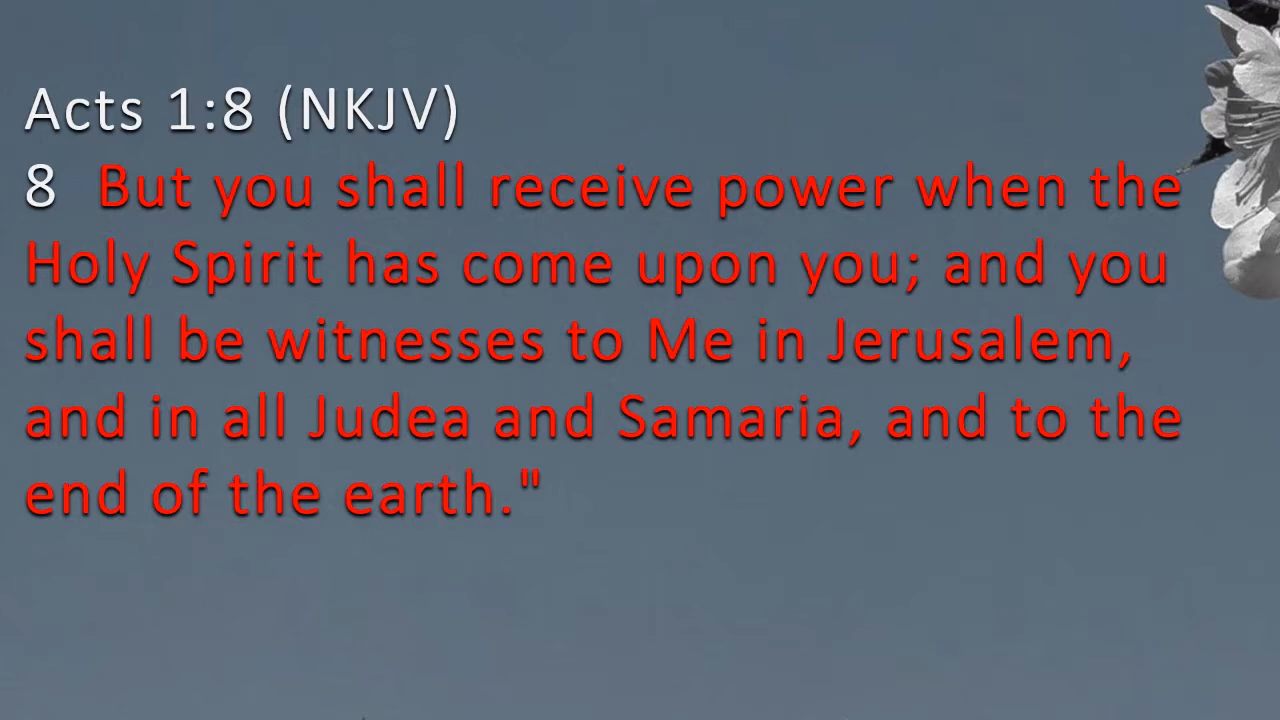 Acts 1:8 (NKJV)
8 But you shall receive power when the
Holy Spirit has come upon you; and you
shall be witnesses to Me in Jerusalem,
and in all Judea and Samaria, and to the
end of the earth."